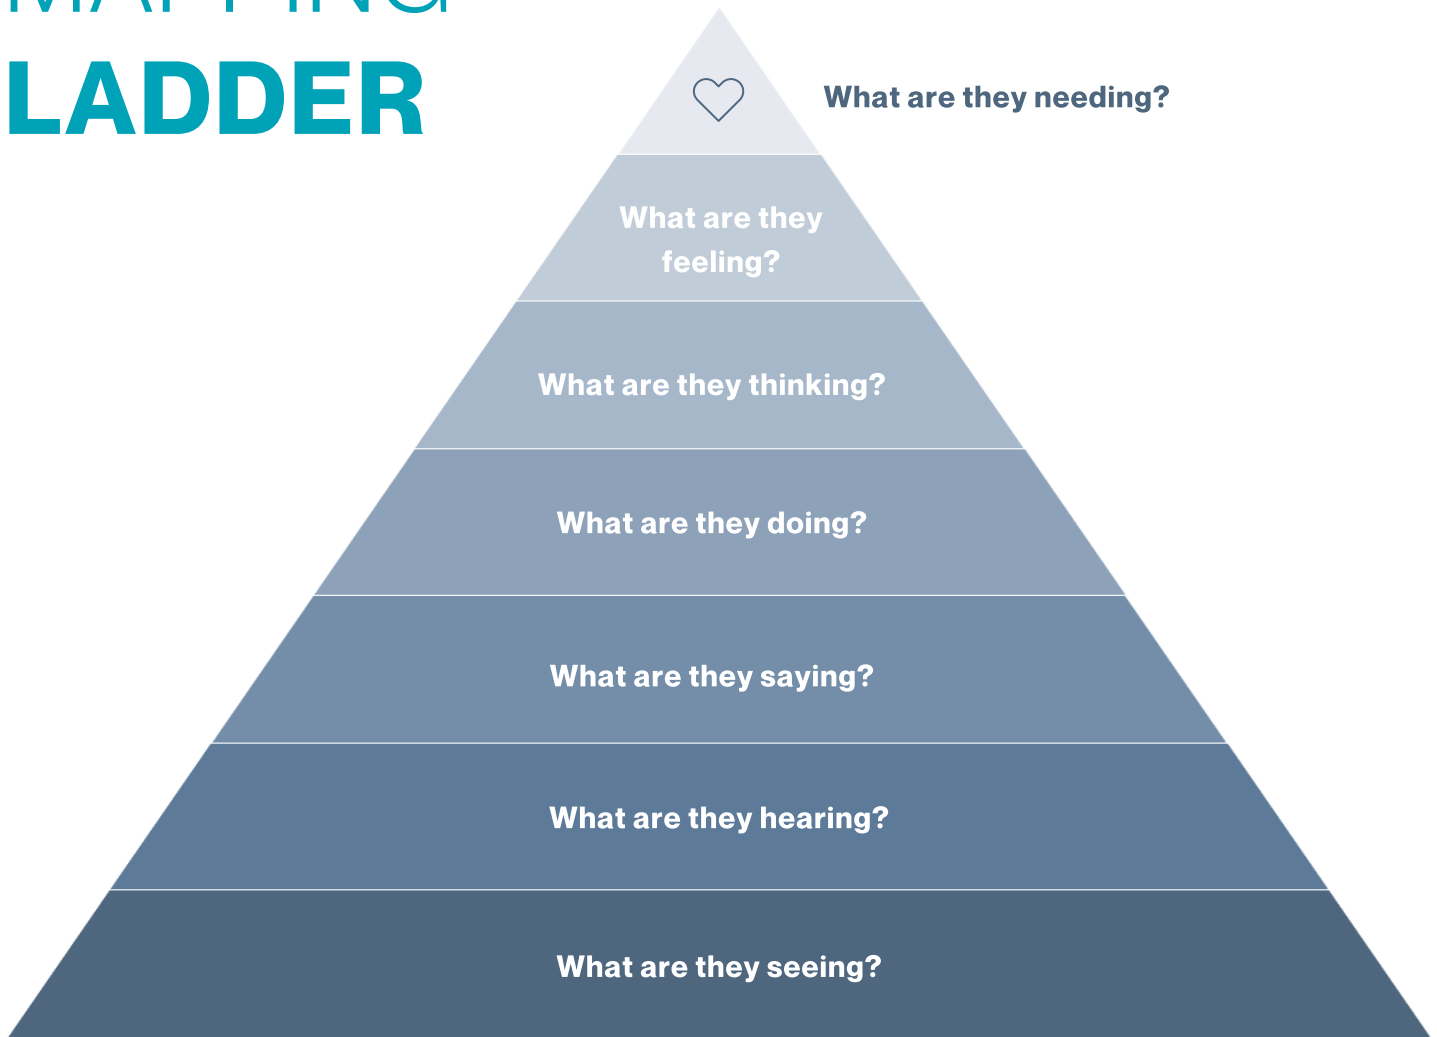 MAPPING
LADDER
What are they needing?
What are they
feeling?
What are they thinking?
What are they doing?
What are they saying?
What are they hearing?
What are they seeing?